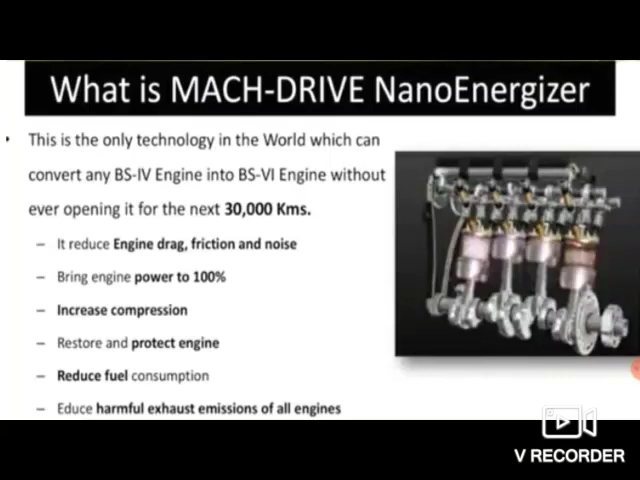 What is MACH-DRIVE NanoEnergizer
• This is the only technology in the World which can
convert any BS-IV Engine into BS-VI Engine without
ever opening it for the next 30,000 Kms.
– It reduce Engine drag, friction and noise
– Bring engine power to 100%
– Increase compression
– Restore and protect engine
– Reduce fuel consumption
– Educe harmful exhaust emissions of all engines
V RECORDER